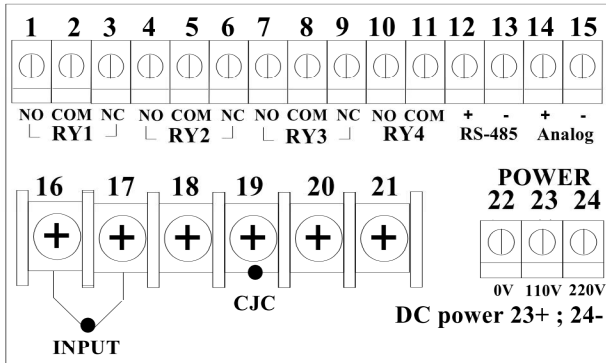 1 2 3 4 5 6 7 8 9 10 11 12 13 14 15
NO COM NC NO COM NC NO COM NC NO COM + - + -
RY1 RY2 RY3 RY4 RS-485 Analog
16 17 18 19 20 21
POWER
22 23 24
0V 110V 220V
CJC
DC power 23+ ; 24-
INPUT